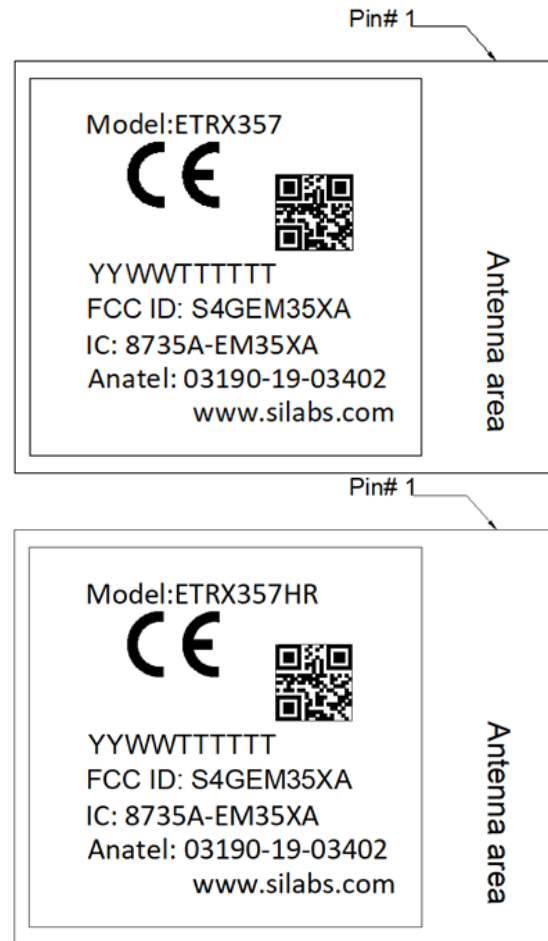 Pin# 1
Model:ETRX357
CE
YYWWTTTTTT
FCC ID: S4GEM35XA
IC: 8735A-EM35XA
Anatel: 03190-19-03402
www.silabs.com
Antenna area
Pin# 1
Model:ETRX357HR
CE
YYWWTTTTTT
FCC ID: S4GEM35XA
IC: 8735A-EM35XA
Anatel: 03190-19-03402
www.silabs.com
Antenna area